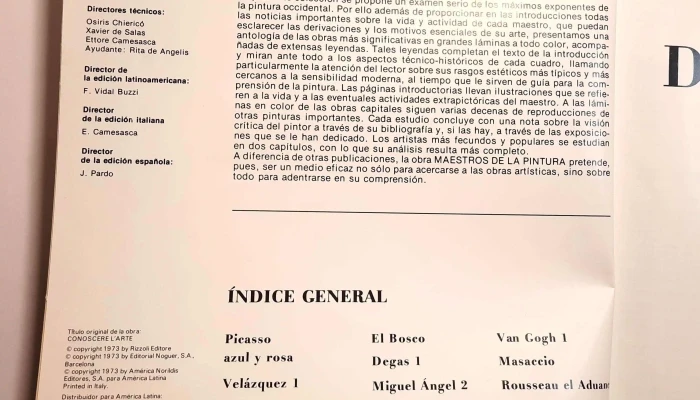 Directores técnicos:
Osiris Chiericó
Xavier de Salas
Ettore Camesasca
Ayudante: Rita de Angelis
Director de
la edición latinoamericana:
F. Vidal Buzzi
Director
de la edición italiana
E. Camesasca
Director
de la edición española:
J. Pardo
Título original de la obra:
CONOSCERE L'ARTE
© copyright 1973 by Rizzoli Editore
© copyright 1973 by Editorial Noguer, S.A.,
Barcelona
© copyright 1973 by América Norildis
Editores, S.A. para América Latina
Printed in Italy.
Distribuidor para América Latina:
se propone un examen serio de los máximos exponentes de
la pintura occidental. Por ello además de proporcionar en las introducciones todas
las noticias importantes sobre la vida y actividad de cada maestro, que puedan
esclarecer las derivaciones y los motivos esenciales de su arte, presentamos una
antología de las obras más significativas en grandes láminas a todo color, acompa-
ñadas de extensas leyendas. Tales leyendas completan el texto de la introducción
y miran ante todo a los aspectos técnico-históricos de cada cuadro, llamando
particularmente la atención del lector sobre sus rasgos estéticos más típicos y más
cercanos a la sensibilidad moderna, al tiempo que le sirven de guía para la com-
prensión de la pintura. Las páginas introductorias llevan ilustraciones que se refie-
ren a la vida y a las eventuales actividades extrapictóricas del maestro. A las lámi-
nas en color de las obras capitales siguen varias decenas de reproducciones de
otras pinturas importantes. Cada estudio concluye con una nota sobre la visión
crítica del pintor a través de su bibliografía y, si las hay, a través de las exposicio-
nes que se le han dedicado. Los artistas más fecundos y populares se estudian
en dos capítulos, con lo que su análisis resulta más completo.
A diferencia de otras publicaciones, la obra MAESTROS DE LA PINTURA pretende,
pues, ser un medio eficaz no sólo para acercarse a las obras artísticas, sino sobre
todo para adentrarse en su comprensión.
ÍNDICE GENERAL
Picasso
azul y rosa
Velázquez 1
El Bosco
Degas 1
Miguel Ángel 2
Van Gogh 1
Masaccio
Rousseau el Aduan
D